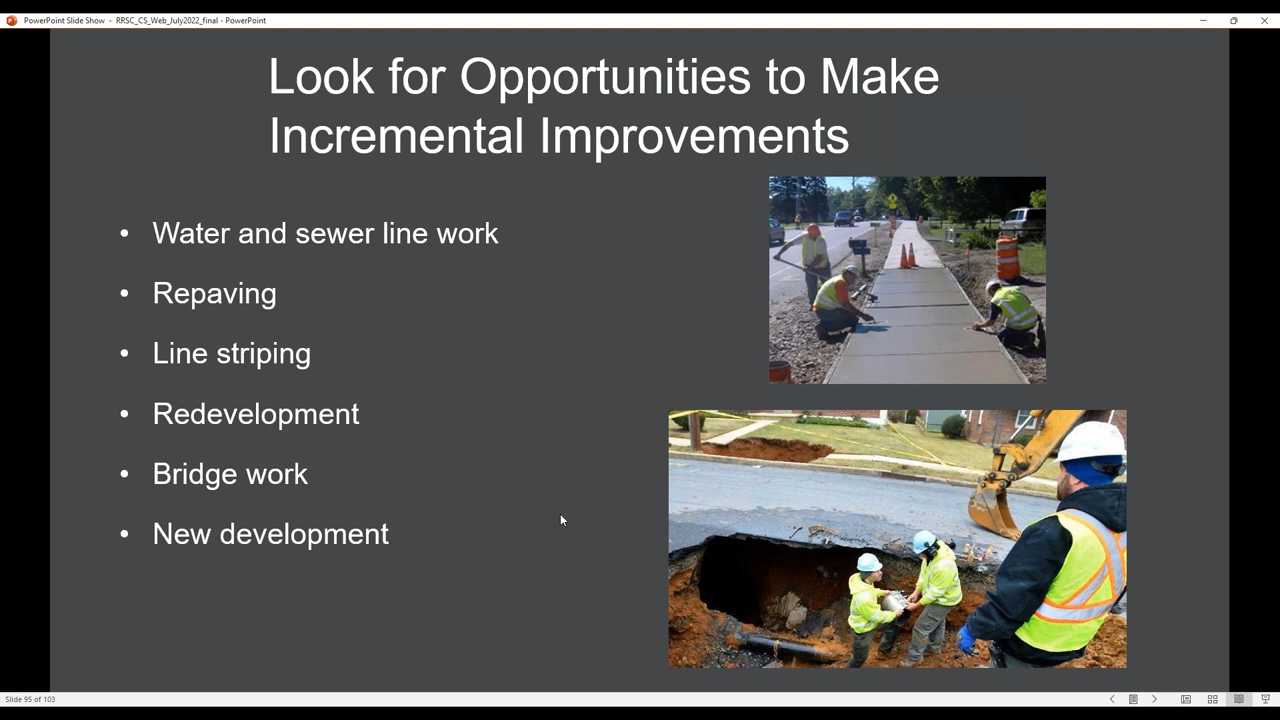 PowerPoint Slide Show - RRSC_CS_Web_July2022_final - PowerPoint
Look for Opportunities to Make
Incremental Improvements
• Water and sewer line work
• Repaving
• Line striping
• Redevelopment
• Bridge work
• New development
Slide 95 of 103